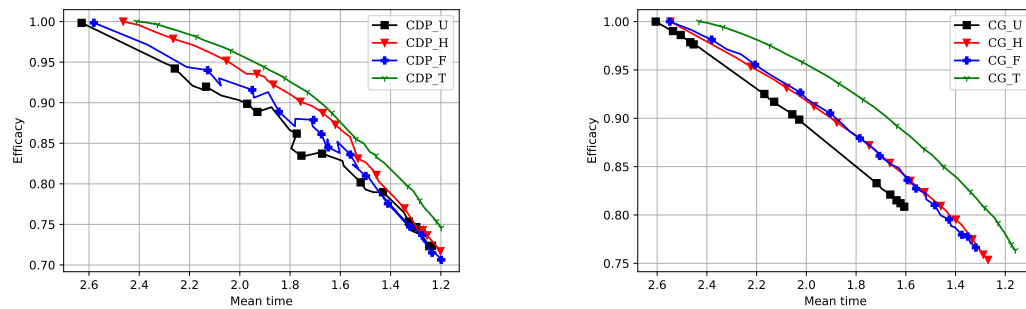 1.00
0.95
0.90
0.85
0.80
0.75
0.70
Efficacy
2.6 2.4 2.2 2.0 1.8 1.6 1.4 1.2
Mean time
CDP_U
CDP_H
CDP_F
CDP_T
1.00
0.95
0.90
0.85
0.80
0.75
Efficacy
2.6 2.4 2.2 2.0 1.8 1.6 1.4 1.2
Mean time
CG_U
CG_H
CG_F
CG_T